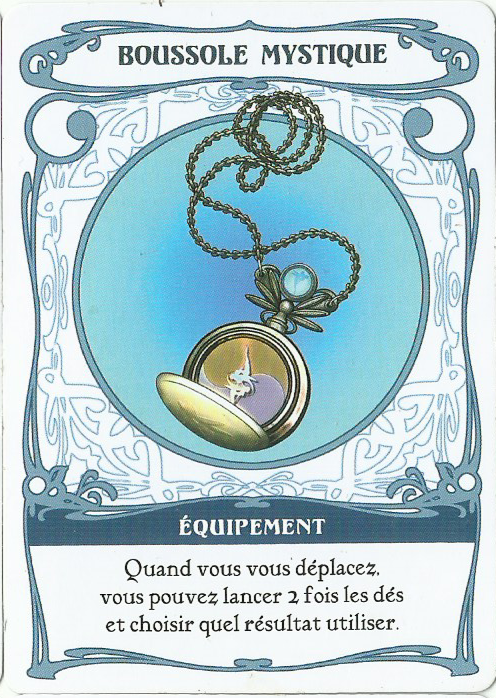 BOUSSOLE MYSTIQUE
ÉQUIPEMENT
Quand vous vous déplacez,
vous pouvez lancer 2 fois les dés
et choisir quel résultat utiliser.